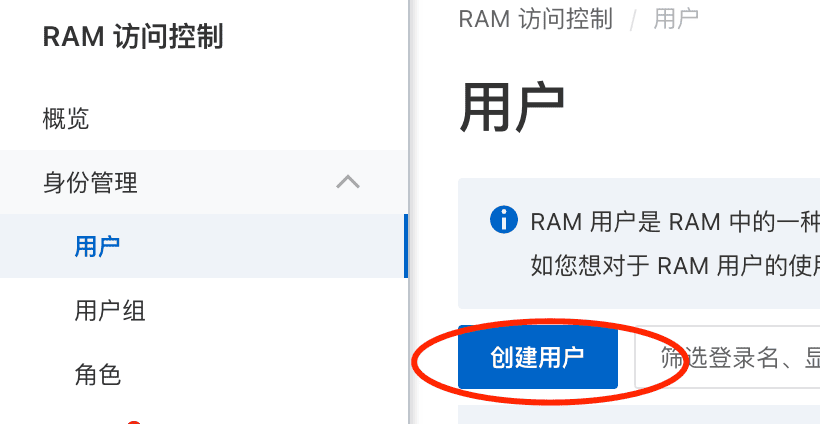 RAM 访问控制
概览
身份管理
用户
用户组
角色
RAM 访问控制 / 用户
用户
RAM 用户是 RAM 中的一种
如您想对于 RAM 用户的使用
创建用户
筛选登录名、显